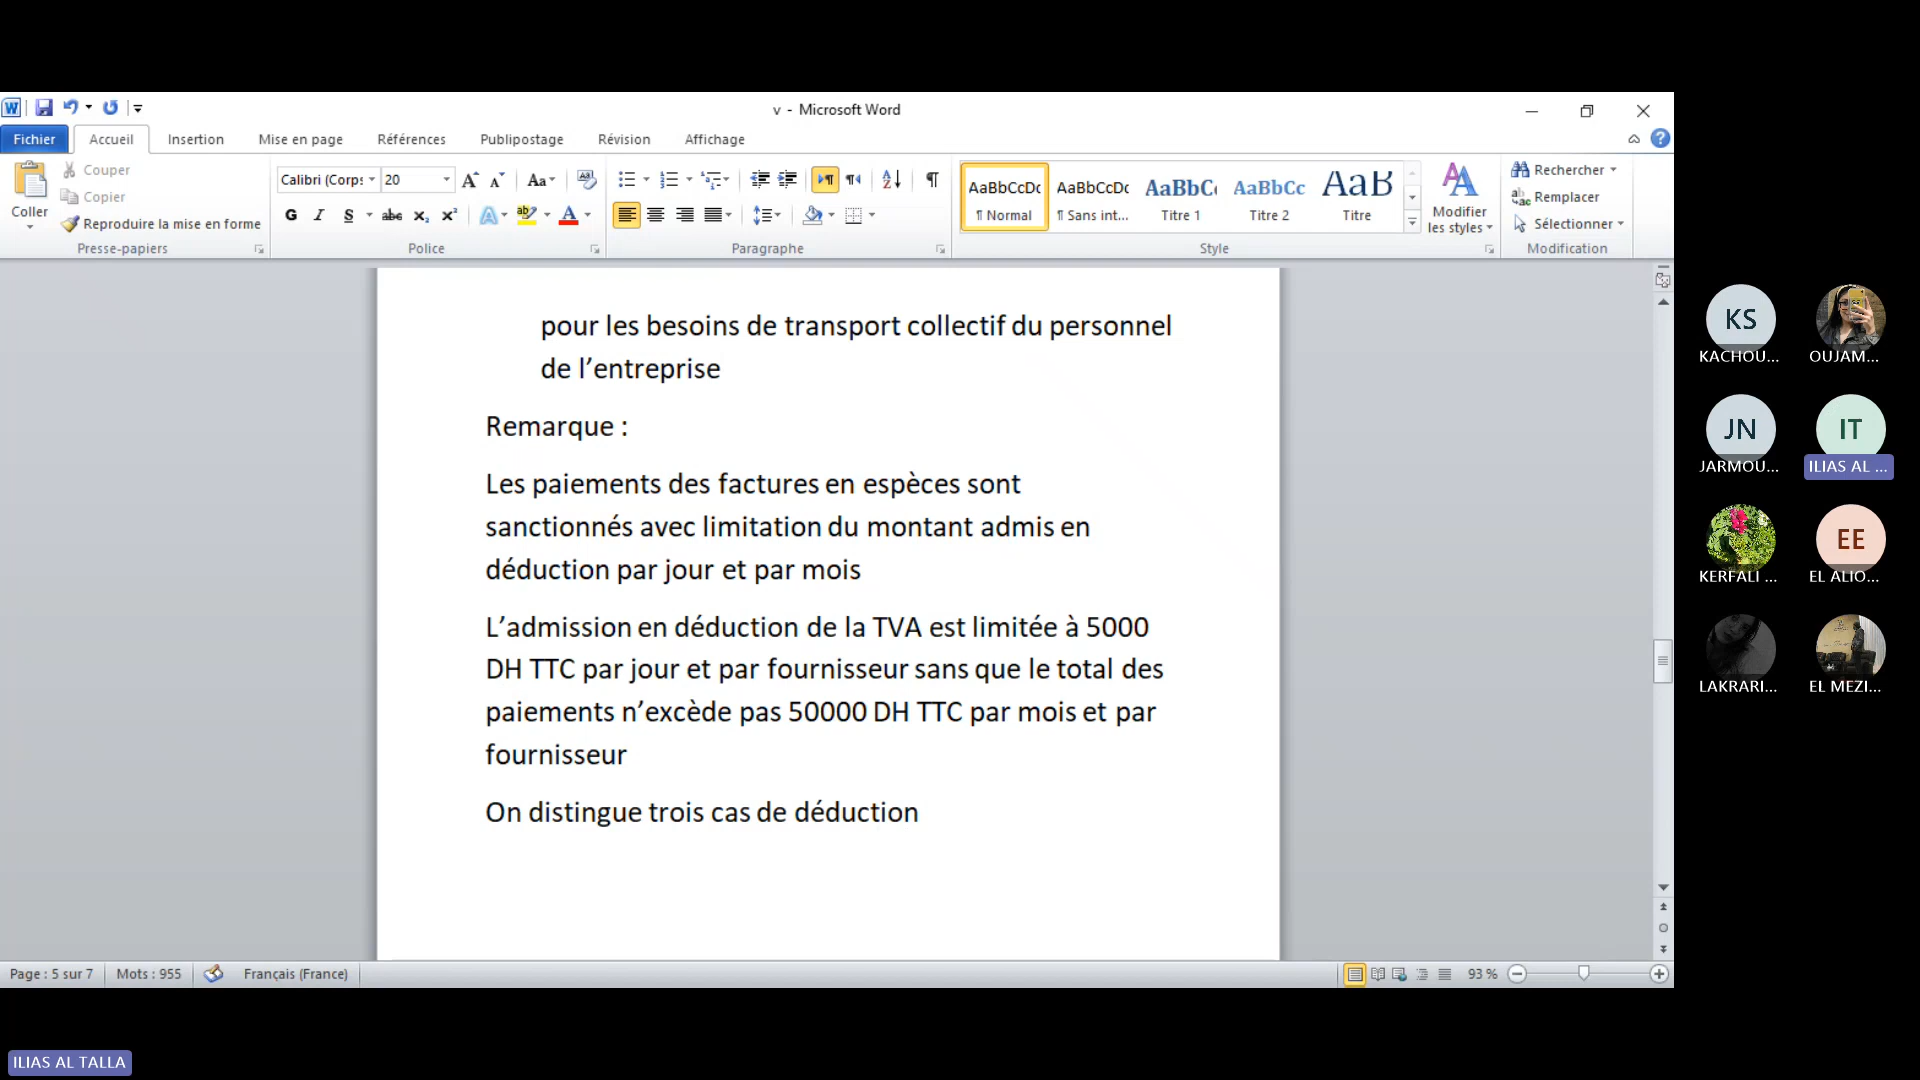 v - Microsoft Word
Fichier Accueil Insertion Mise en page Références Publipostage Révision Affichage
Coller
Couper
Copier
Reproduire la mise en forme
Presse-papiers
Calibri (Corps 20
Police
Paragraphe
AaBbCcDc AaBbCcDc AaBbC AaBbCc AaB
¶ Normal ¶ Sans int... Titre 1 Titre 2 Titre
Modifier
les styles
Style
Rechercher
Remplacer
Sélectionner
Modification
pour les besoins de transport collectif du personnel
de l’entreprise
Remarque :
Les paiements des factures en espèces sont
sanctionnés avec limitation du montant admis en
déduction par jour et par mois
L’admission en déduction de la TVA est limitée à 5000
DH TTC par jour et par fournisseur sans que le total des
paiements n’excède pas 50000 DH TTC par mois et par
fournisseur
On distingue trois cas de déduction
Page : 5 sur 7 Mots : 955 Français (France) 93 %
KS
KACHOU... OUJAM...
JN IT
JARMOU... ILIAS AL ...
EE
KERFALI ... EL ALIO...
LAKRARI... EL MEZI...
ILIAS AL TALLA